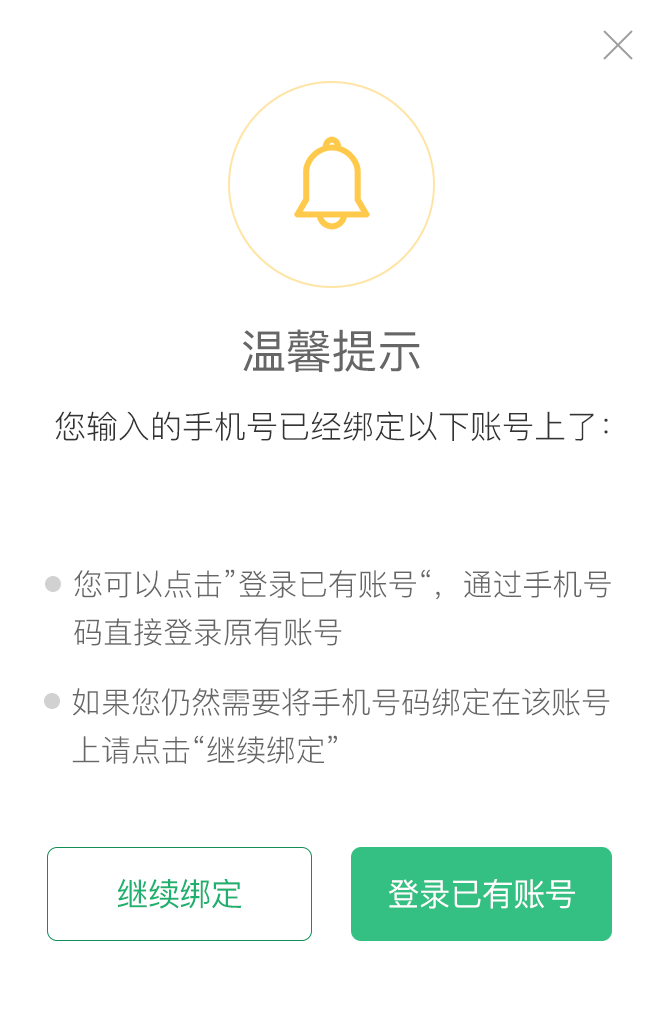 温馨提示
您输入的手机号已经绑定以下账号上了：
您可以点击”登录已有账号“，通过手机号
码直接登录原有账号
如果您仍然需要将手机号码绑定在该账号
上请点击“继续绑定”
继续绑定
登录已有账号